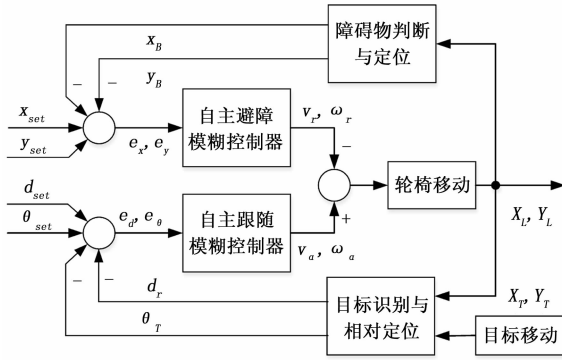 x_B
障碍物判断
与定位
y_B
−
−
x_set
y_set
e_x, e_y
自主避障
模糊控制器
v_r, ω_r
−
轮椅移动
d_set
θ_set
e_d, e_θ
自主跟随
模糊控制器
+
v_a, ω_a
X_L, Y_L
−
−
d_r
θ_T
目标识别与
相对定位
X_T, Y_T
目标移动